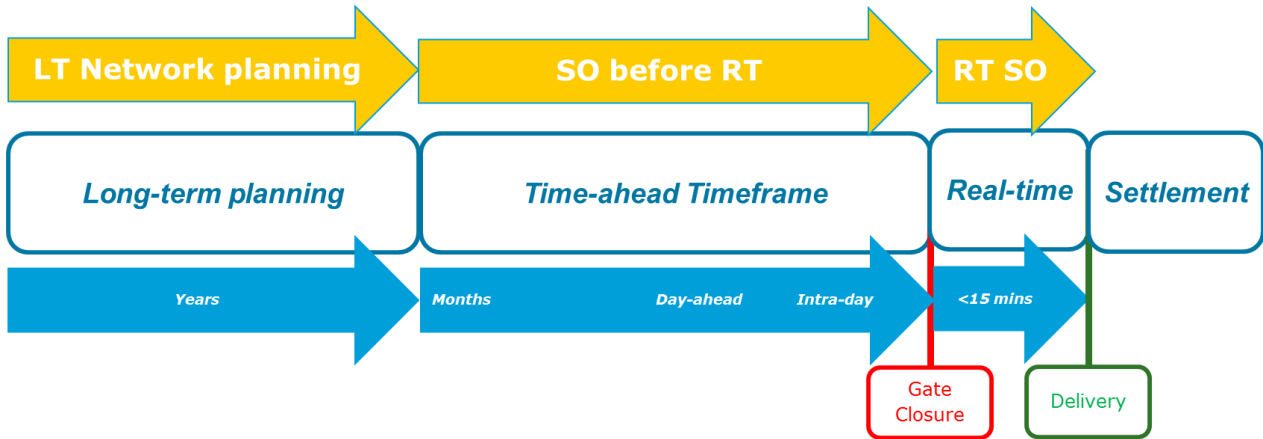 LT Network planning
SO before RT
RT SO
Long-term planning
Time-ahead Timeframe
Real-time
Settlement
Years
Months
Day-ahead
Intra-day
<15 mins
Gate
Closure
Delivery